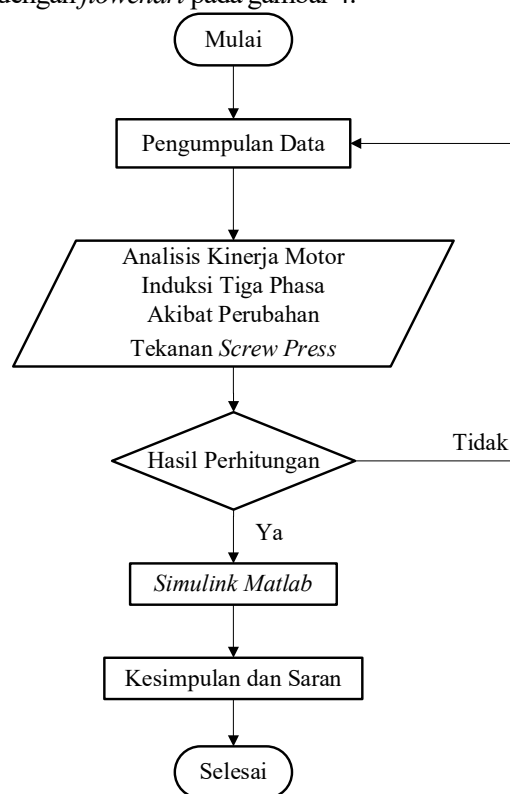 dengan flowchart pada gambar 4.
Mulai
Pengumpulan Data
Analisis Kinerja Motor
Induksi Tiga Phasa
Akibat Perubahan
Tekanan Screw Press
Hasil Perhitungan
Tidak
Ya
Simulink Matlab
Kesimpulan dan Saran
Selesai